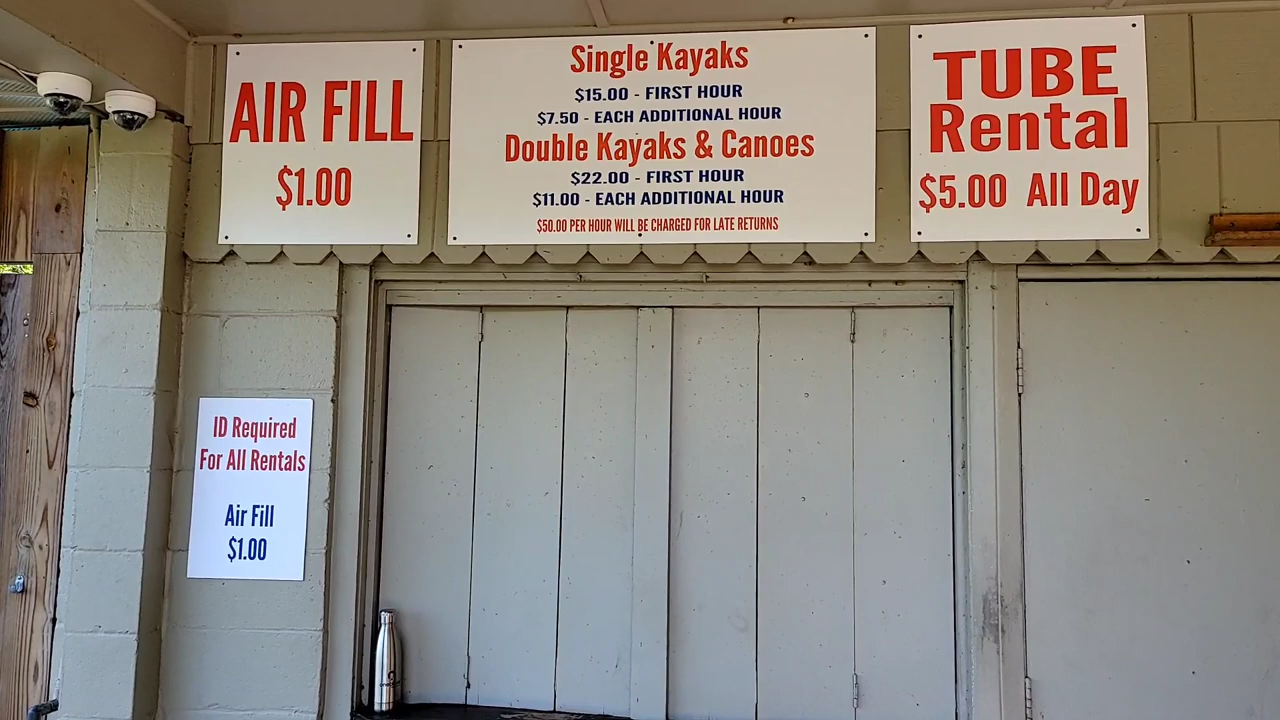 AIR FILL
$1.00
Single Kayaks
$15.00 - FIRST HOUR
$7.50 - EACH ADDITIONAL HOUR
Double Kayaks & Canoes
$22.00 - FIRST HOUR
$11.00 - EACH ADDITIONAL HOUR
$50.00 PER HOUR WILL BE CHARGED FOR LATE RETURNS
TUBE
Rental
$5.00 All Day
ID Required
For All Rentals
Air Fill
$1.00